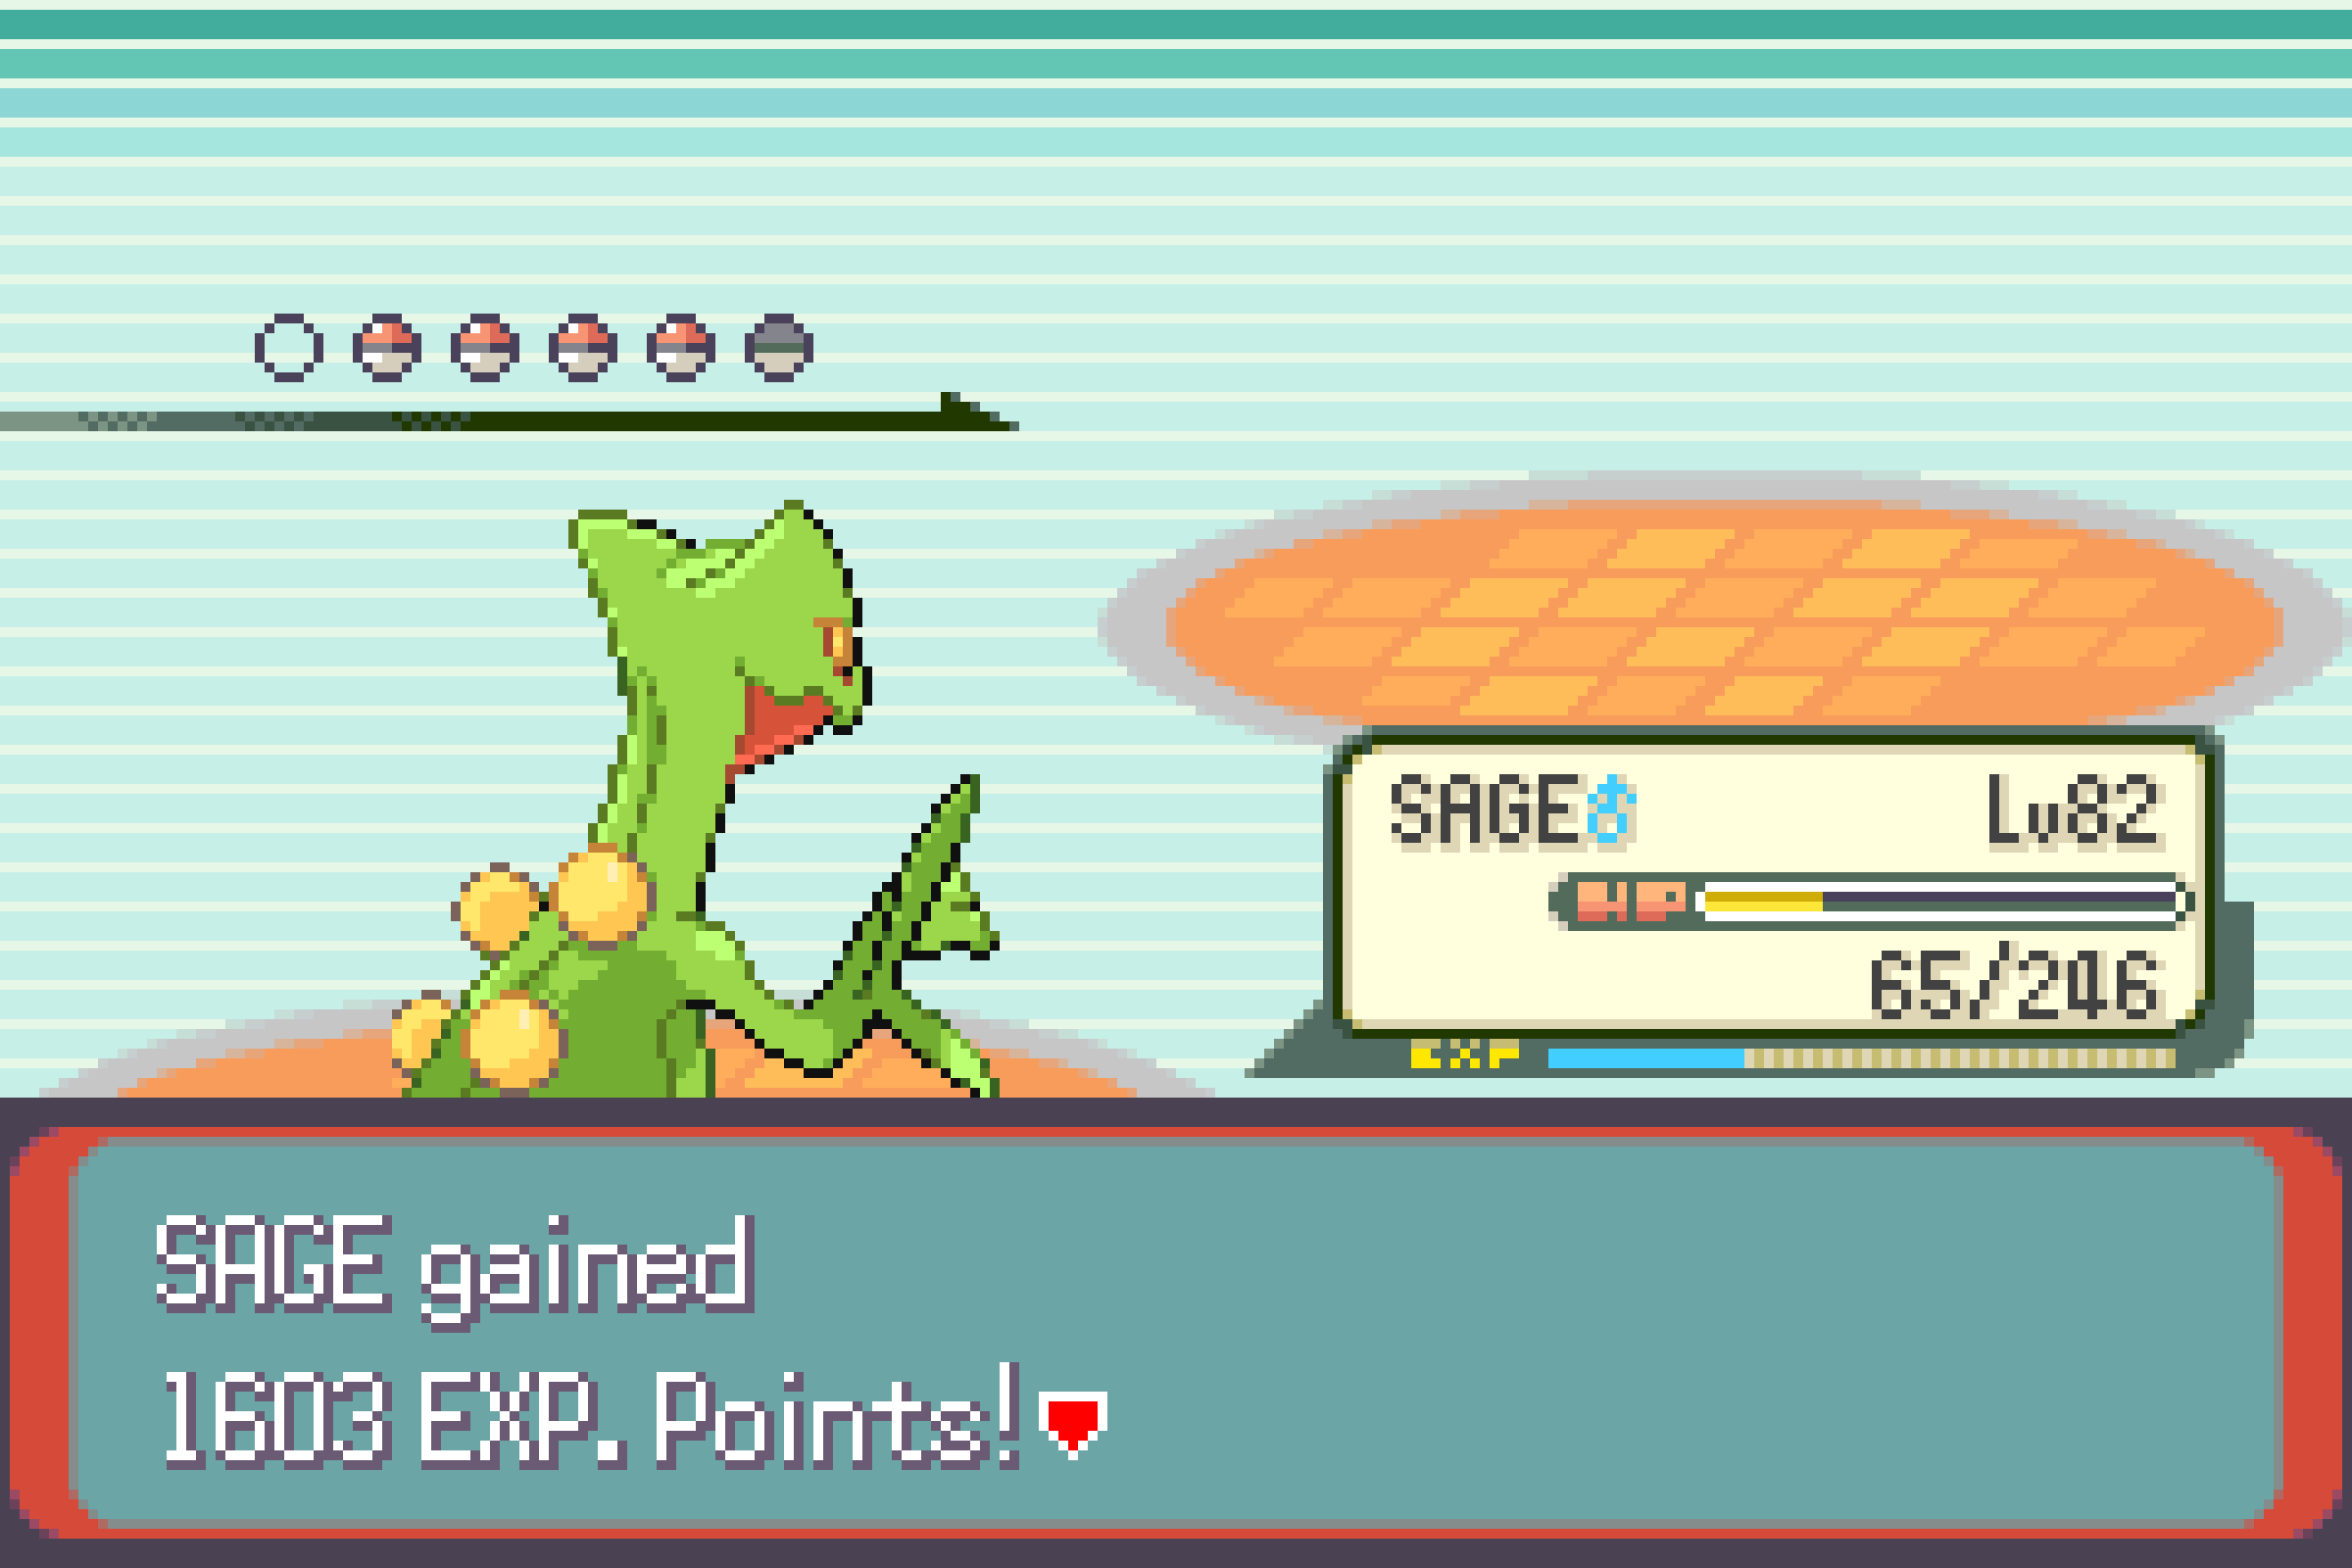 SAGE♂ Lv82
HP
65/246
EXP
SAGE gained
1603 EXP. Points!